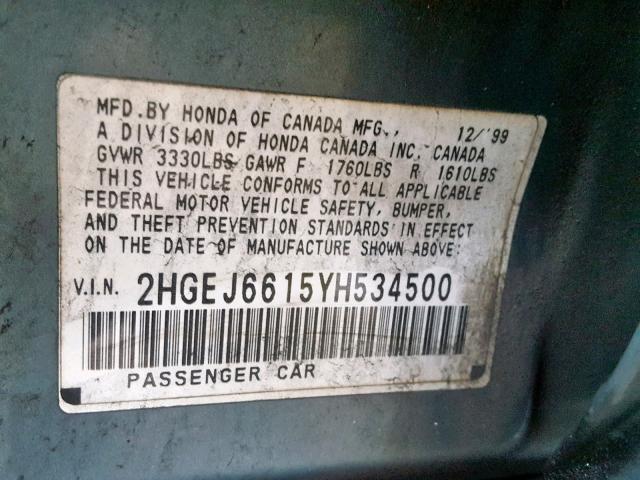 MFD. BY HONDA OF CANADA MFG., 12/'99
A DIVISION OF HONDA CANADA INC. CANADA
GVWR 3330LBS GAWR F 1760LBS R 1610LBS
THIS VEHICLE CONFORMS TO ALL APPLICABLE
FEDERAL MOTOR VEHICLE SAFETY, BUMPER,
AND THEFT PREVENTION STANDARDS IN EFFECT
ON THE DATE OF MANUFACTURE SHOWN ABOVE:
V.I.N. 2HGEJ6615YH534500
PASSENGER CAR